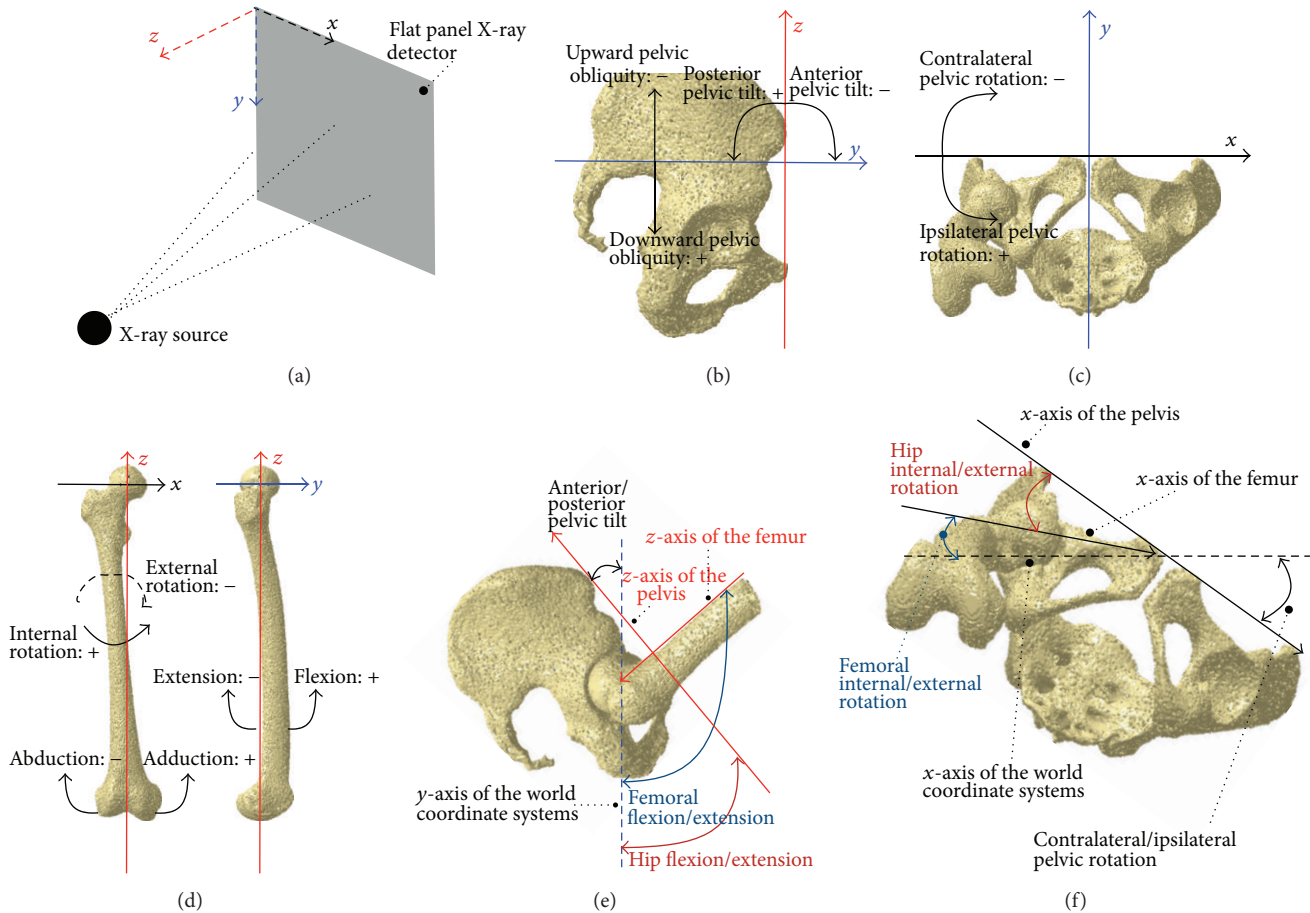 x
z
y
Flat panel X-ray
detector
X-ray source
(a)
z
Upward pelvic
obliquity: −
Posterior
pelvic tilt: +
Anterior
pelvic tilt: −
y
Downward pelvic
obliquity: +
(b)
y
Contralateral
pelvic rotation: −
x
Ipsilateral pelvic
rotation: +
(c)
z
x
z
y
External
rotation: −
Internal
rotation: +
Extension: −
Flexion: +
Abduction: −
Adduction: +
(d)
Anterior/
posterior
pelvic tilt
z-axis of the femur
z-axis of the
pelvis
y-axis of the world
coordinate systems
Femoral
flexion/extension
Hip flexion/extension
(e)
x-axis of the pelvis
Hip
internal/external
rotation
x-axis of the femur
Femoral
internal/external
rotation
x-axis of the world
coordinate systems
Contralateral/ipsilateral
pelvic rotation
(f)